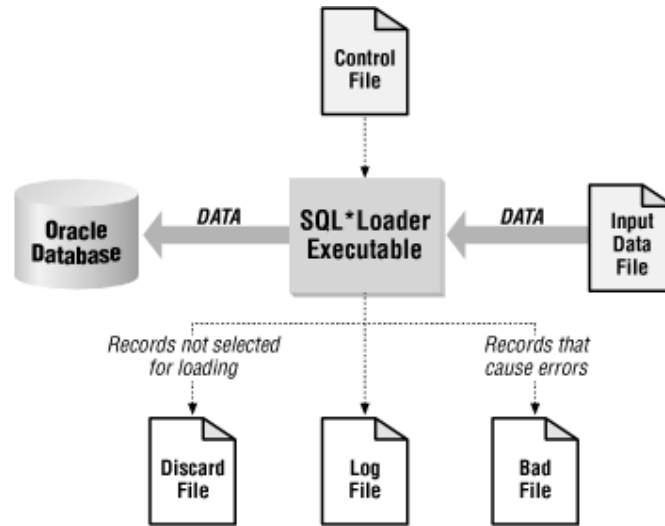 Control
File
Oracle
Database
DATA
SQL*Loader
Executable
DATA
Input
Data
File
Records not selected
for loading
Records that
cause errors
Discard
File
Log
File
Bad
File